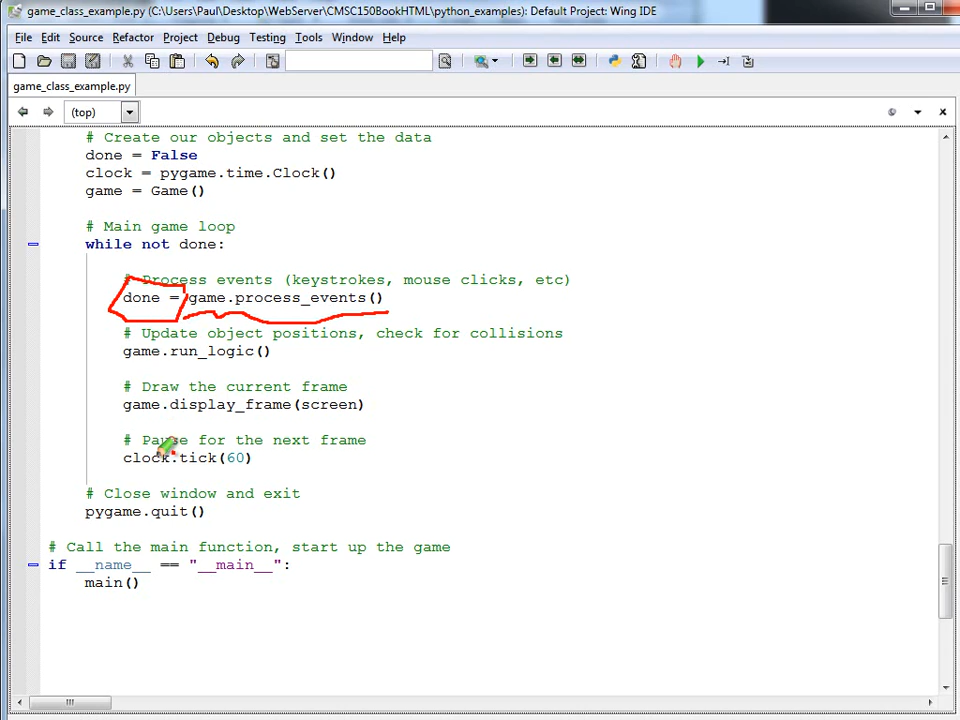 game_class_example.py (C:\Users\Paul\Desktop\WebServer\CMSC150BookHTML\python_examples): Default Project: Wing IDE
File Edit Source Refactor Project Debug Testing Tools Window Help
game_class_example.py
(top)
# Create our objects and set the data
done = False
clock = pygame.time.Clock()
game = Game()
# Main game loop
while not done:
# Process events (keystrokes, mouse clicks, etc)
done = game.process_events()
# Update object positions, check for collisions
game.run_logic()
# Draw the current frame
game.display_frame(screen)
# Pause for the next frame
clock.tick(60)
# Close window and exit
pygame.quit()
# Call the main function, start up the game
if __name__ == "__main__":
main()